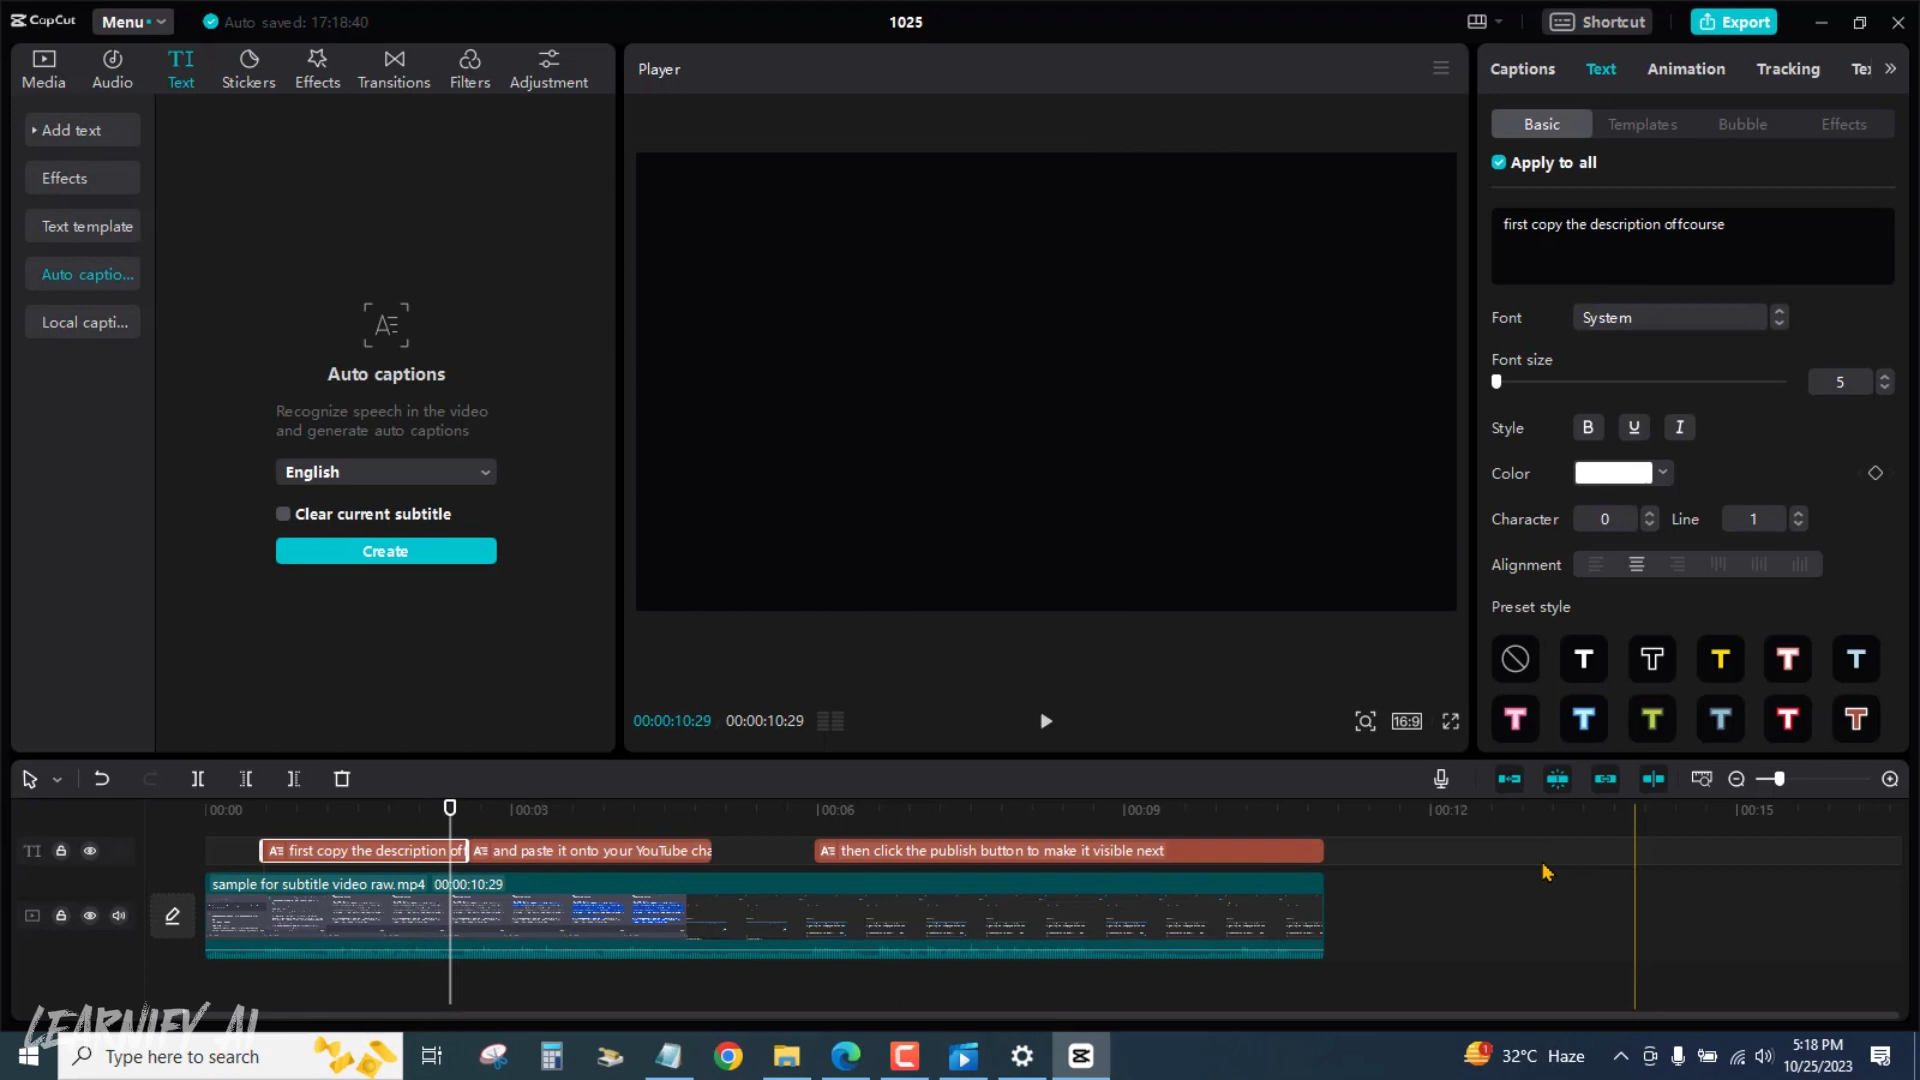 CapCut
Menu
Auto saved: 17:18:40
1025
Shortcut
Export
Media
Audio
TI
Text
Stickers
Effects
Transitions
Filters
Adjustment
Player
Captions
Text
Animation
Tracking
Te
Add text
Effects
Text template
Auto captio...
Local capti...
Auto captions
Recognize speech in the video
and generate auto captions
English
Clear current subtitle
Create
00:00:10:29
00:00:10:29
16:9
Basic
Templates
Bubble
Effects
Apply to all
first copy the description offcourse
Font
System
Font size
5
Style
B
U
I
Color
Character
0
Line
1
Alignment
Preset style
T
T
T
T
T
T
T
T
T
T
T
00:00
00:03
00:06
00:09
00:12
00:15
TI
first copy the description of
and paste it onto your YouTube cha
then click the publish button to make it visible next
sample for subtitle video raw.mp4 00:00:10:29
LEARNIFY AI
Type here to search
1
32°C Haze
5:18 PM
10/25/2023